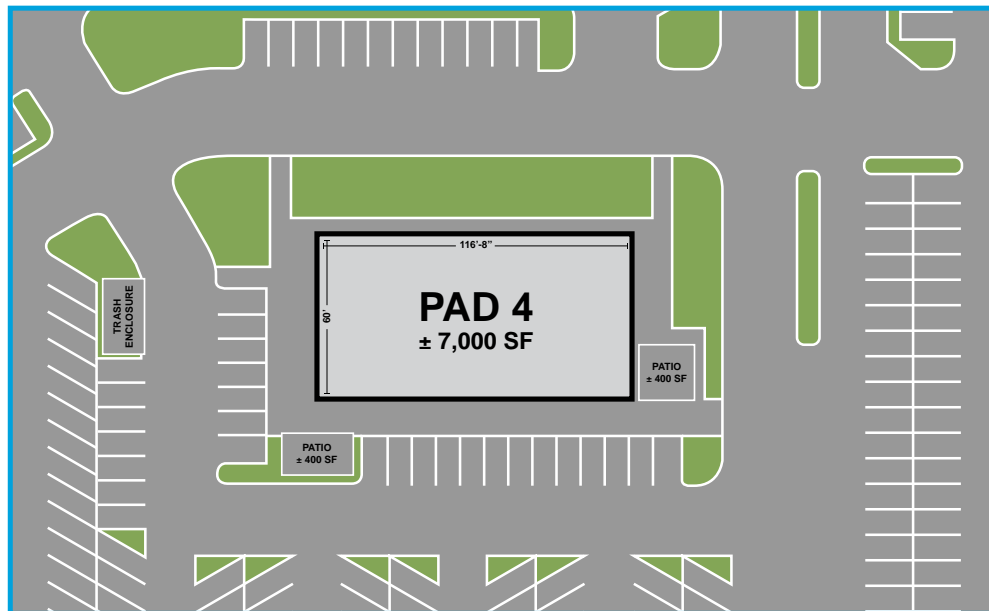 116'-8"
60'
PAD 4
± 7,000 SF
TRASH
ENCLOSURE
PATIO
± 400 SF
PATIO
± 400 SF